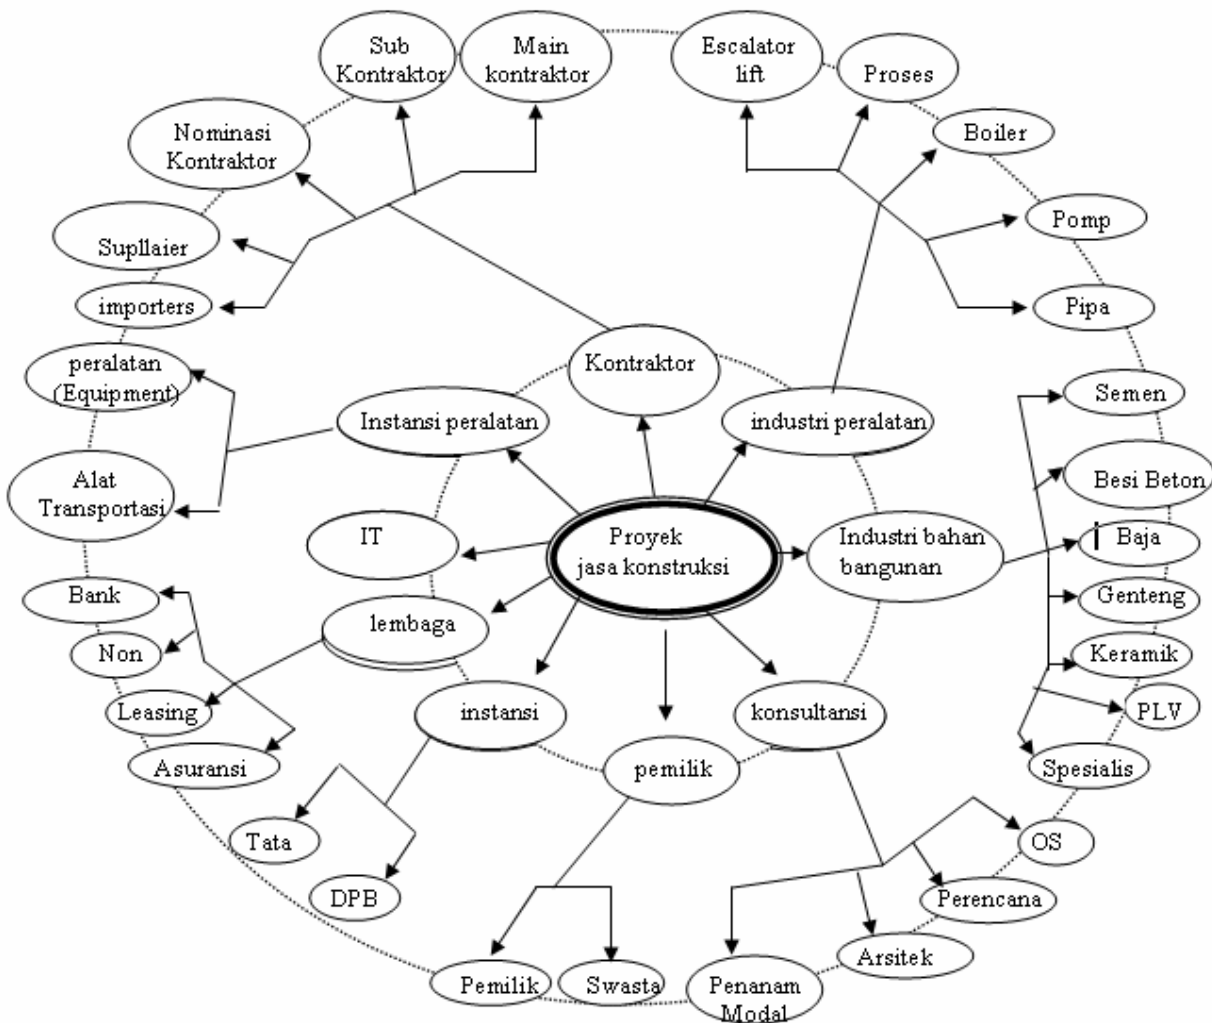 Sub
Kontraktor
Main
kontraktor
Escalator
lift
Proses
Nominasi
Kontraktor
Boiler
Supllaier
Pomp
importers
Pipa
peralatan
(Equipment)
Kontraktor
Semen
Instansi peralatan
industri peralatan
Alat
Transportasi
Besi Beton
IT
Proyek
jasa konstruksi
Industri bahan
bangunan
Baja
Bank
Genteng
lembaga
Non
Keramik
Leasing
instansi
konsultansi
PLV
Asuransi
pemilik
Spesialis
Tata
OS
DPB
Perencana
Arsitek
Pemilik
Swasta
Penanam
Modal